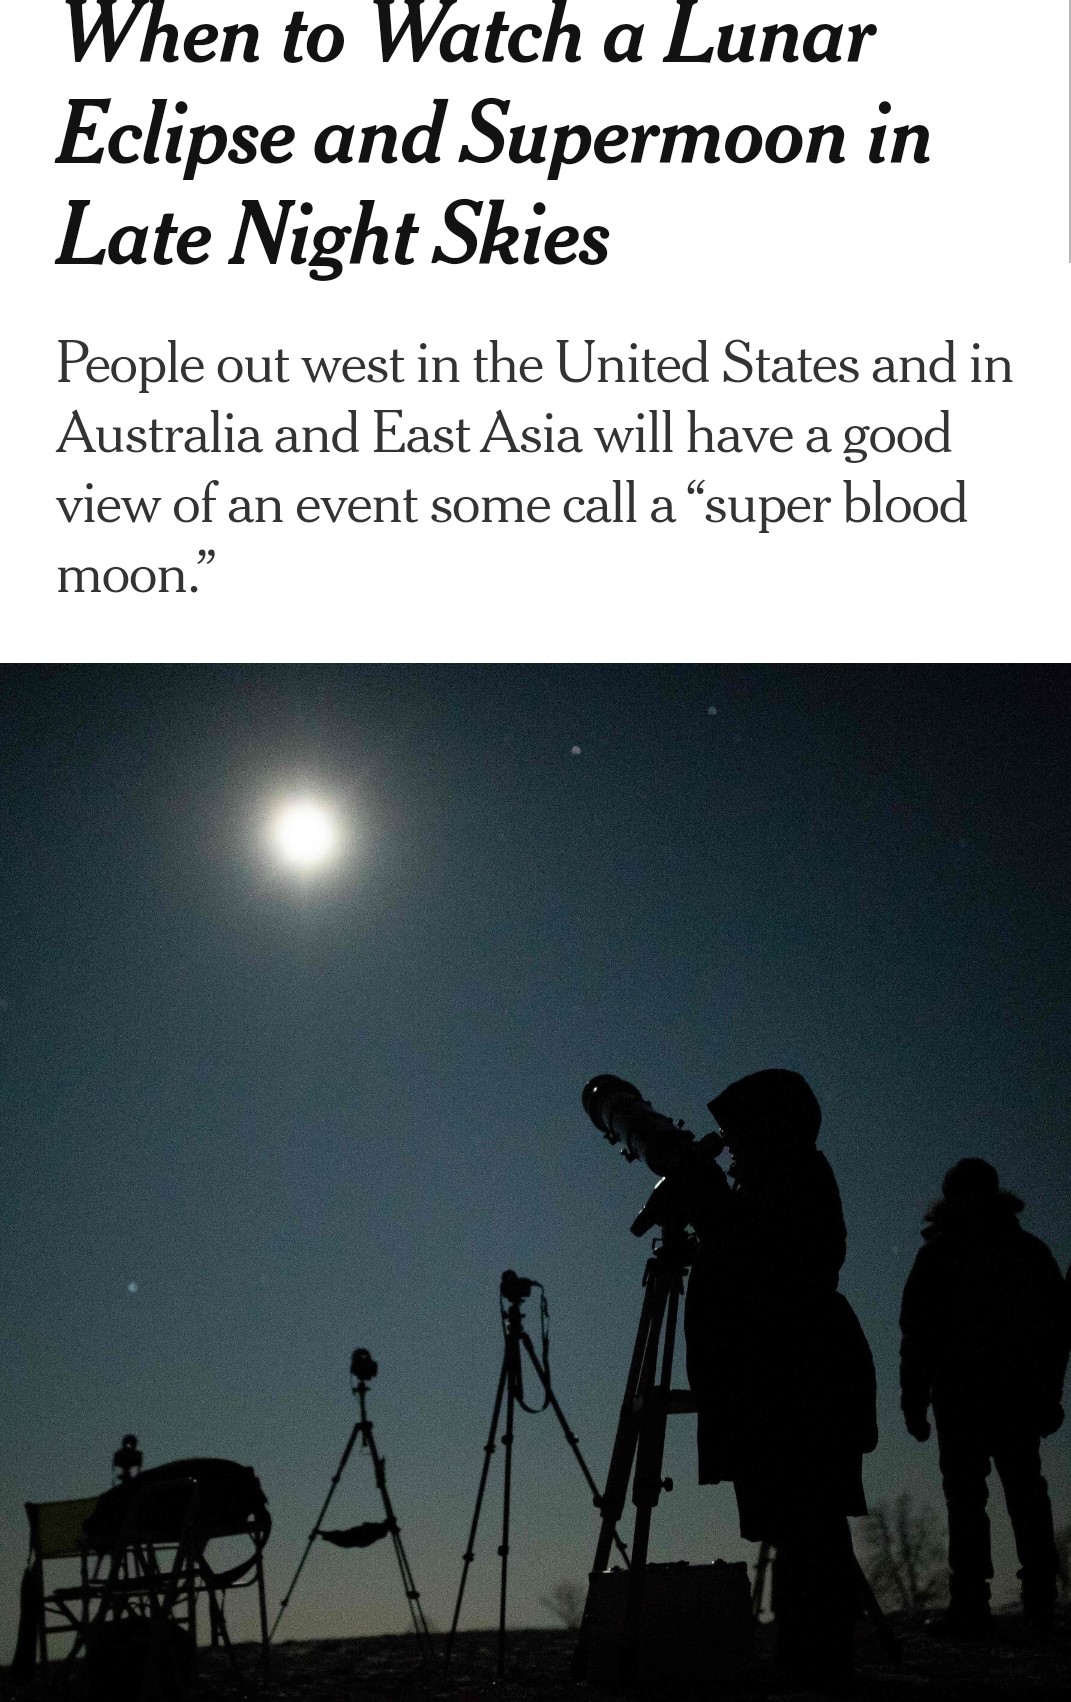 When to Watch a Lunar
Eclipse and Supermoon in
Late Night Skies
People out west in the United States and in
Australia and East Asia will have a good
view of an event some call a “super blood
moon.”